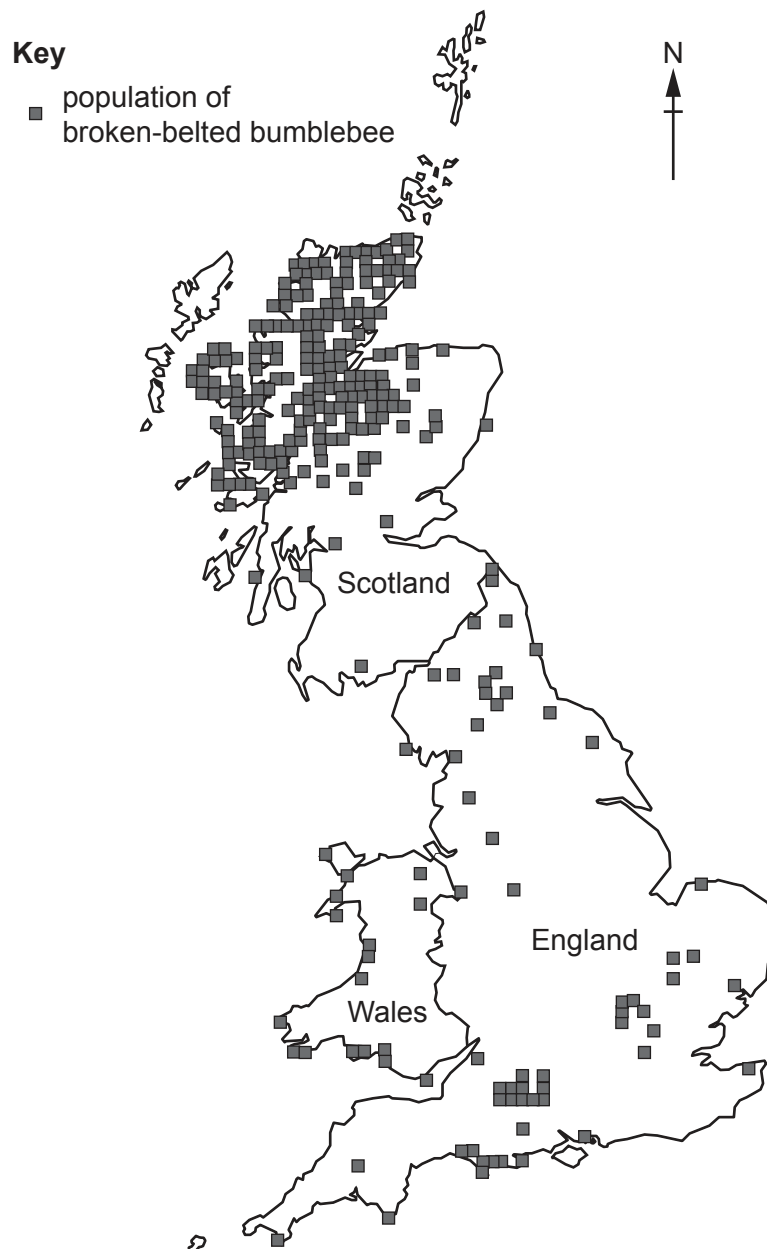 Key
population of
broken-belted bumblebee
N
Scotland
England
Wales